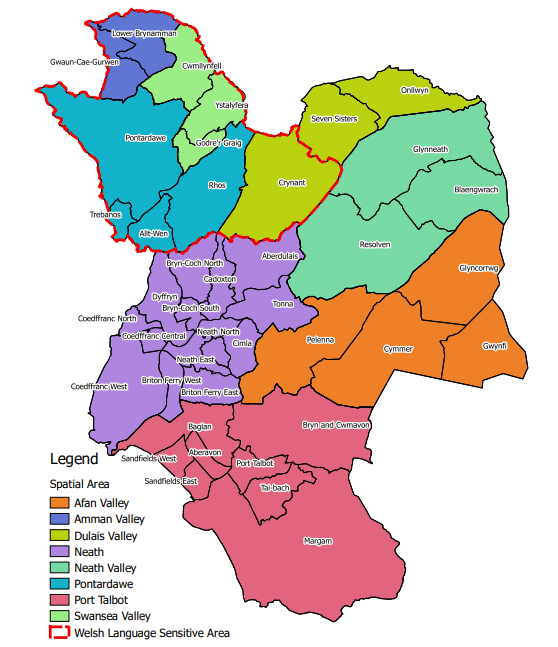 Lower Brynamman
Gwaun-Cae-Gurwen
Cwmllynfell
Onllwyn
Ystalyfera
Seven Sisters
Pontardawe
Godre'r Graig
Glynneath
Rhos
Crynant
Blaengwrach
Trebanos
Allt-Wen
Resolven
Aberdulais
Bryn-Coch North
Glyncorrwg
Cadoxton
Dyffryn
Tonna
Bryn-Coch South
Coedffranc North
Neath North
Coedffranc Central
Pelenna
Cimla
Gwynfi
Cymmer
Neath East
Briton Ferry West
Coedffranc West
Briton Ferry East
Baglan
Bryn and Cwmavon
Aberavon
Sandfields West
Port Talbot
Sandfields East
Tai-bach
Margam
Legend
Spatial Area
Afan Valley
Amman Valley
Dulais Valley
Neath
Neath Valley
Pontardawe
Port Talbot
Swansea Valley
Welsh Language Sensitive Area